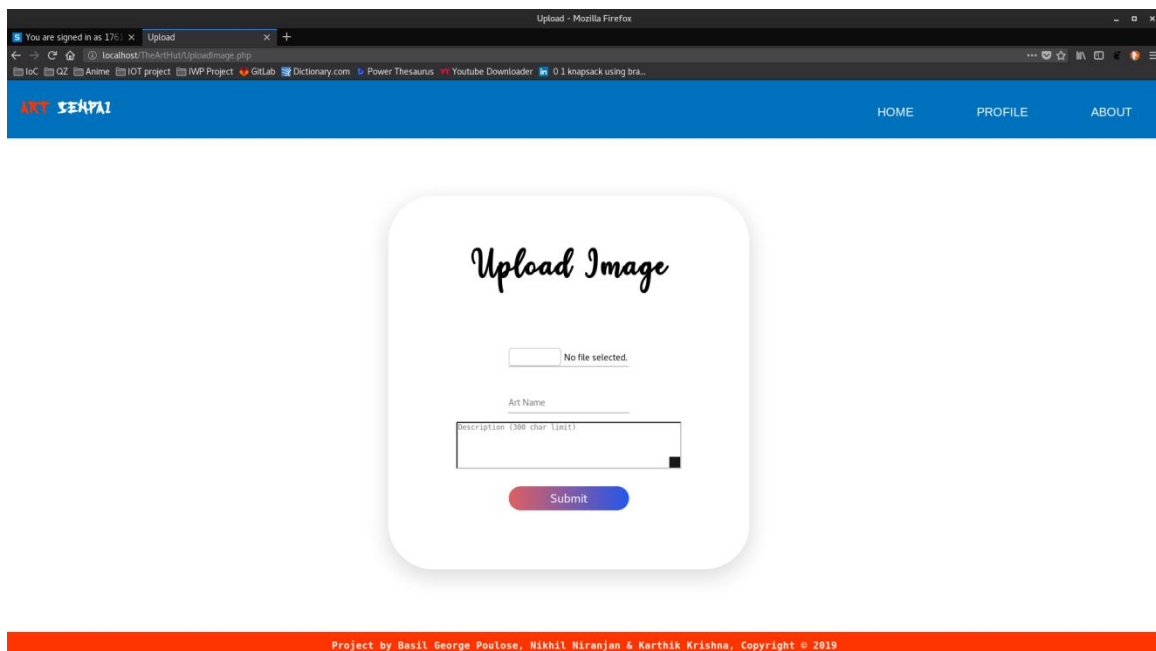 Upload - Mozilla Firefox
S You are signed in as 176 Upload
localhost/TheArtHut/UploadImage.php
IoC QZ Anime IOT project IWP Project GitLab Dictionary.com Power Thesaurus YT Youtube Downloader in 0 1 knapsack using bra...
ART SENPAI HOME PROFILE ABOUT
Upload Image
No file selected.
Art Name
Description (300 char limit)
Submit
Project by Basil George Poulose, Nikhil Niranjan & Karthik Krishna, Copyright © 2019